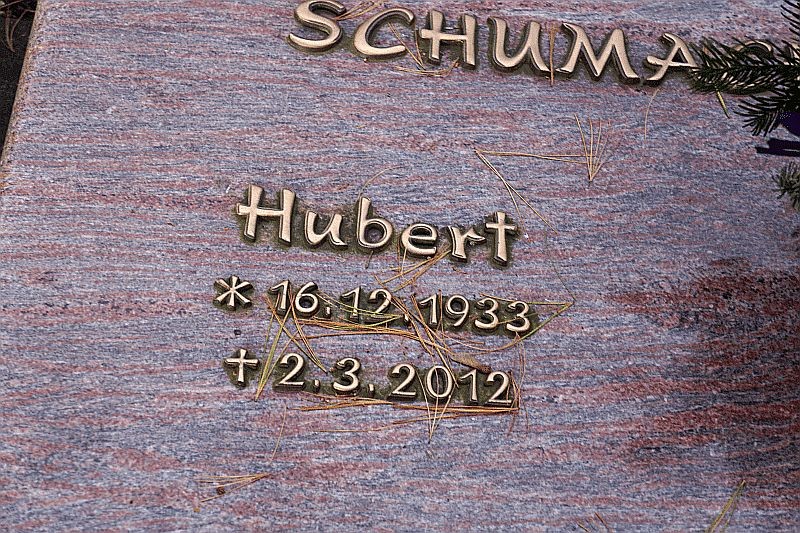 SCHUMA
Hubert
* 16.12.1933
† 2.3.2012